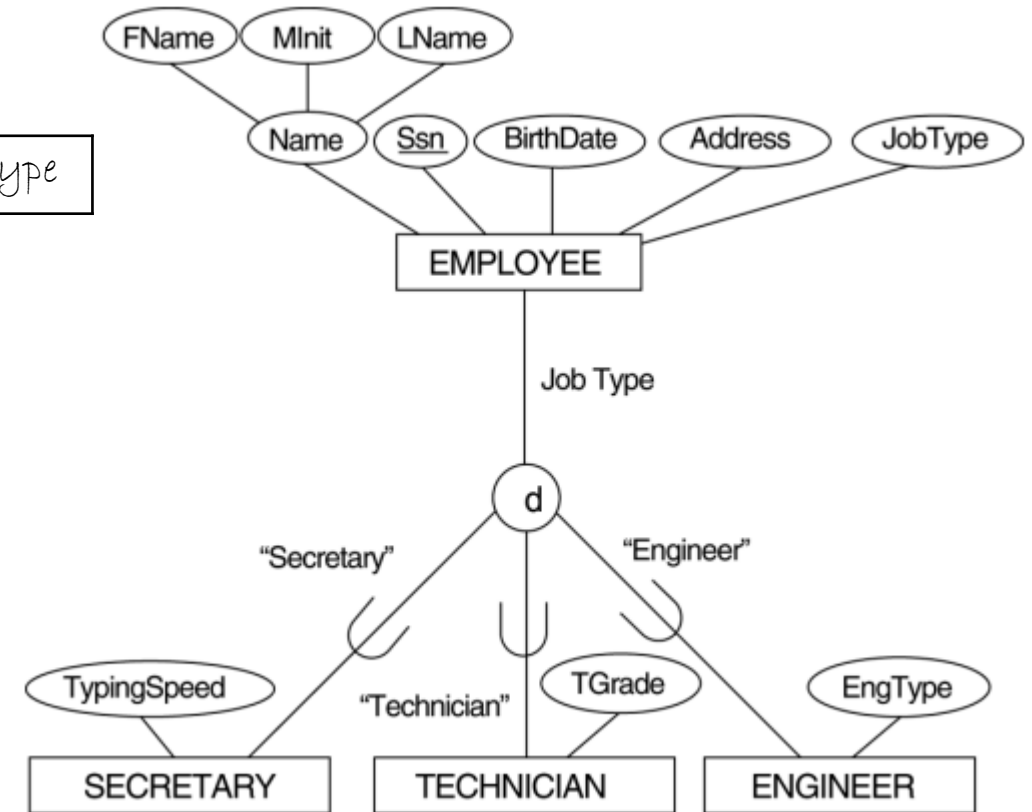 FName MInit LName
Name Ssn BirthDate Address JobType
EMPLOYEE
Job Type
d
“Secretary” “Engineer”
TypingSpeed “Technician” TGrade EngType
SECRETARY TECHNICIAN ENGINEER